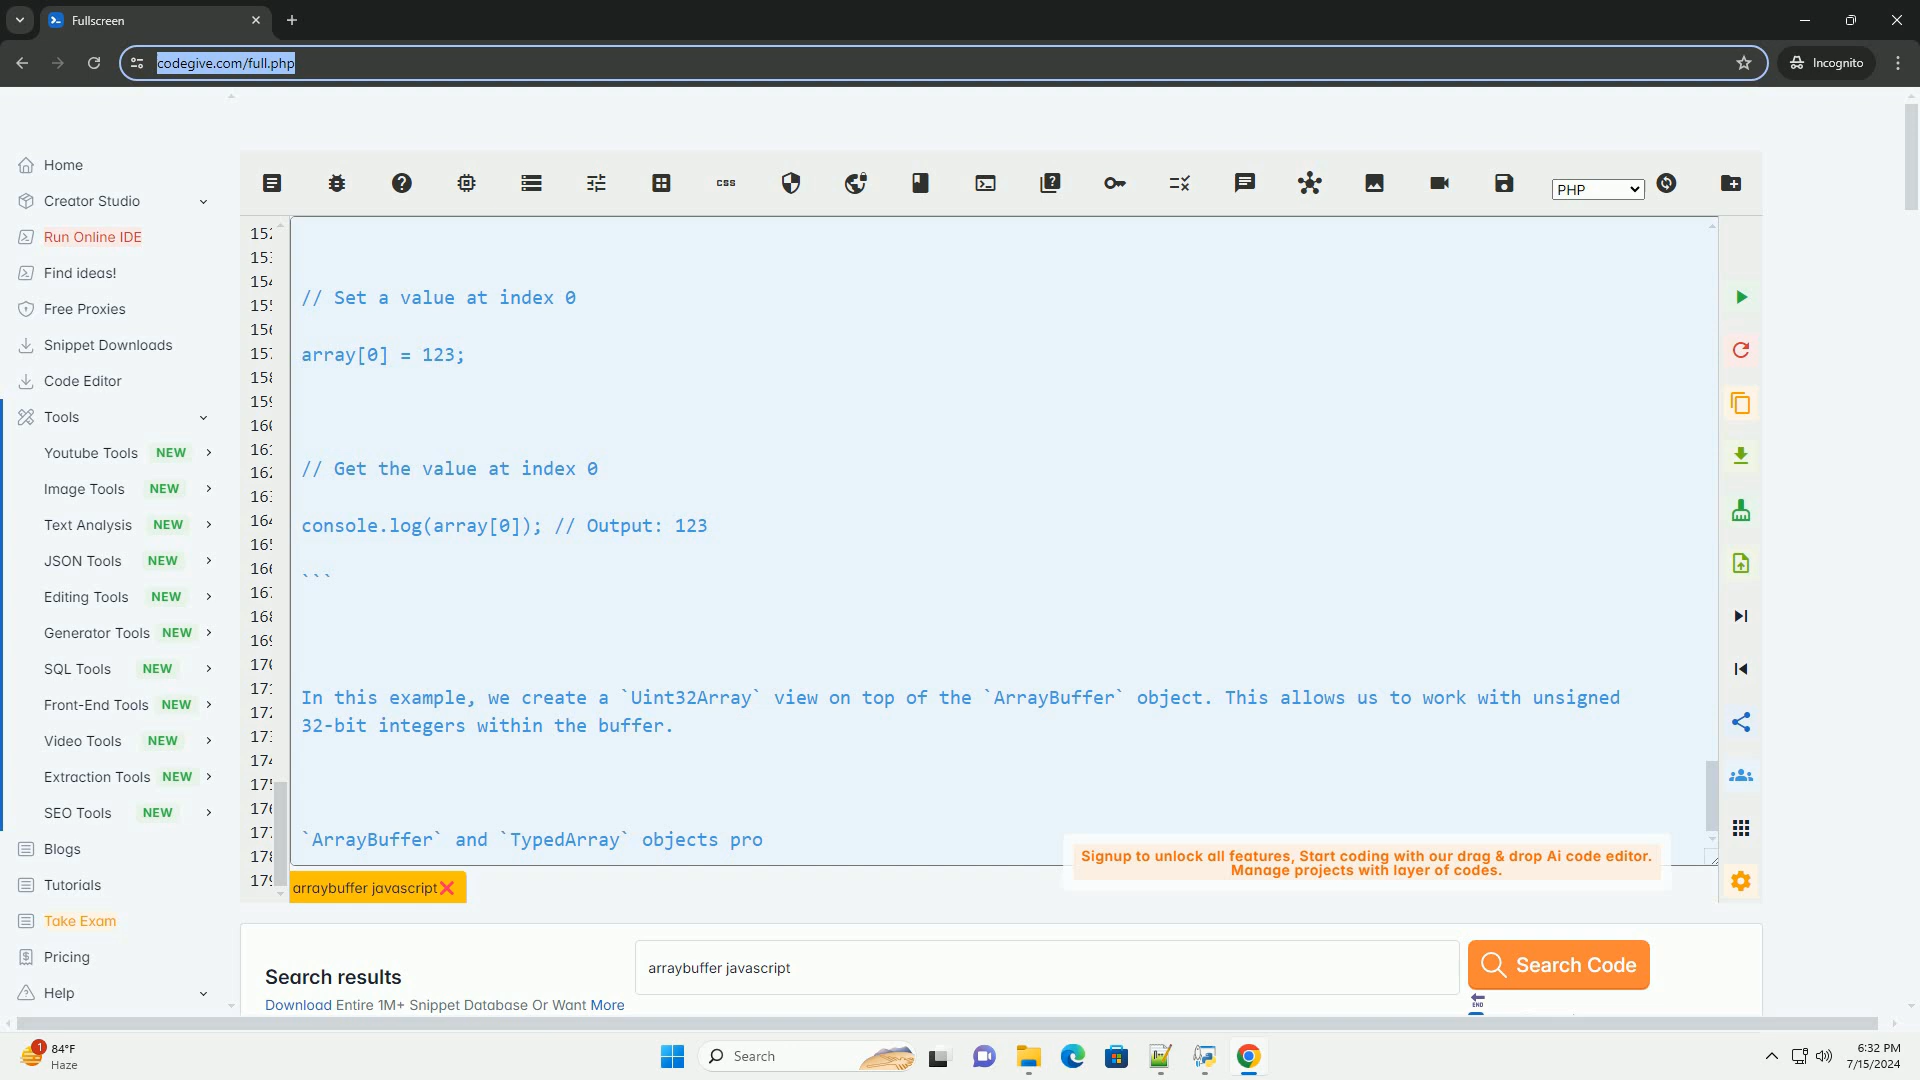 Fullscreen
codegive.com/full.php
Incognito
Home
Creator Studio
Run Online IDE
Find ideas!
Free Proxies
Snippet Downloads
Code Editor
Tools
Youtube Tools NEW
Image Tools NEW
Text Analysis NEW
JSON Tools NEW
Editing Tools NEW
Generator Tools NEW
SQL Tools NEW
Front-End Tools NEW
Video Tools NEW
Extraction Tools NEW
SEO Tools NEW
Blogs
Tutorials
Take Exam
Pricing
Help
css
PHP
// Set a value at index 0
array[0] = 123;
// Get the value at index 0
console.log(array[0]); // Output: 123
```
In this example, we create a `Uint32Array` view on top of the `ArrayBuffer` object. This allows us to work with unsigned
32-bit integers within the buffer.
`ArrayBuffer` and `TypedArray` objects pro
Signup to unlock all features, Start coding with our drag & drop Ai code editor.
Manage projects with layer of codes.
arraybuffer javascript
Search results
Download Entire 1M+ Snippet Database Or Want More
arraybuffer javascript
Search Code
END
1
84°F
Haze
Search
6:32 PM
7/15/2024